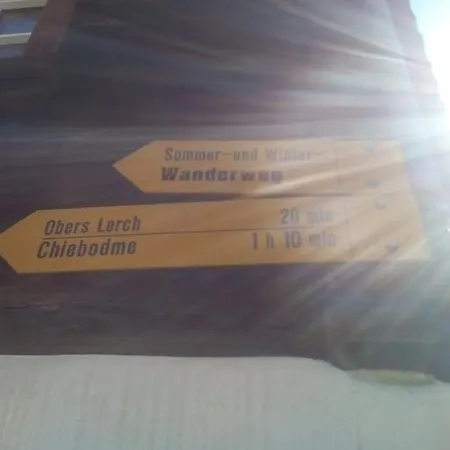 Sommer- und Winter-
Wanderweg
Obers Lerch 20 min
Chiebodme 1 h 10 min